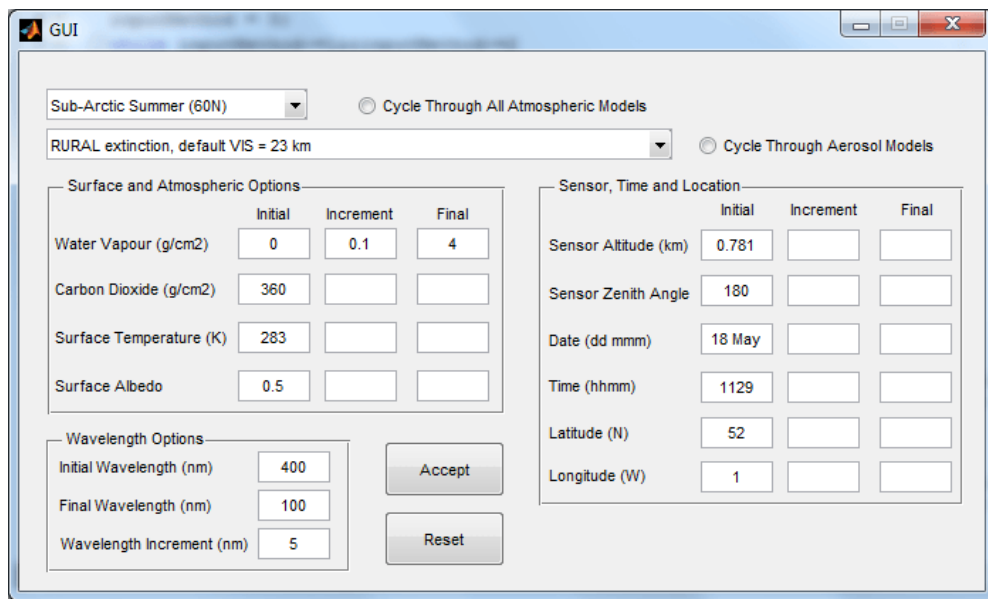 GUI
Sub-Arctic Summer (60N)
Cycle Through All Atmospheric Models
RURAL extinction, default VIS = 23 km
Cycle Through Aerosol Models
Surface and Atmospheric Options
Initial Increment Final
Water Vapour (g/cm2) 0 0.1 4
Carbon Dioxide (g/cm2) 360
Surface Temperature (K) 283
Surface Albedo 0.5
Sensor, Time and Location
Initial Increment Final
Sensor Altitude (km) 0.781
Sensor Zenith Angle 180
Date (dd mmm) 18 May
Time (hhmm) 1129
Latitude (N) 52
Longitude (W) 1
Wavelength Options
Initial Wavelength (nm) 400
Final Wavelength (nm) 100
Wavelength Increment (nm) 5
Accept
Reset